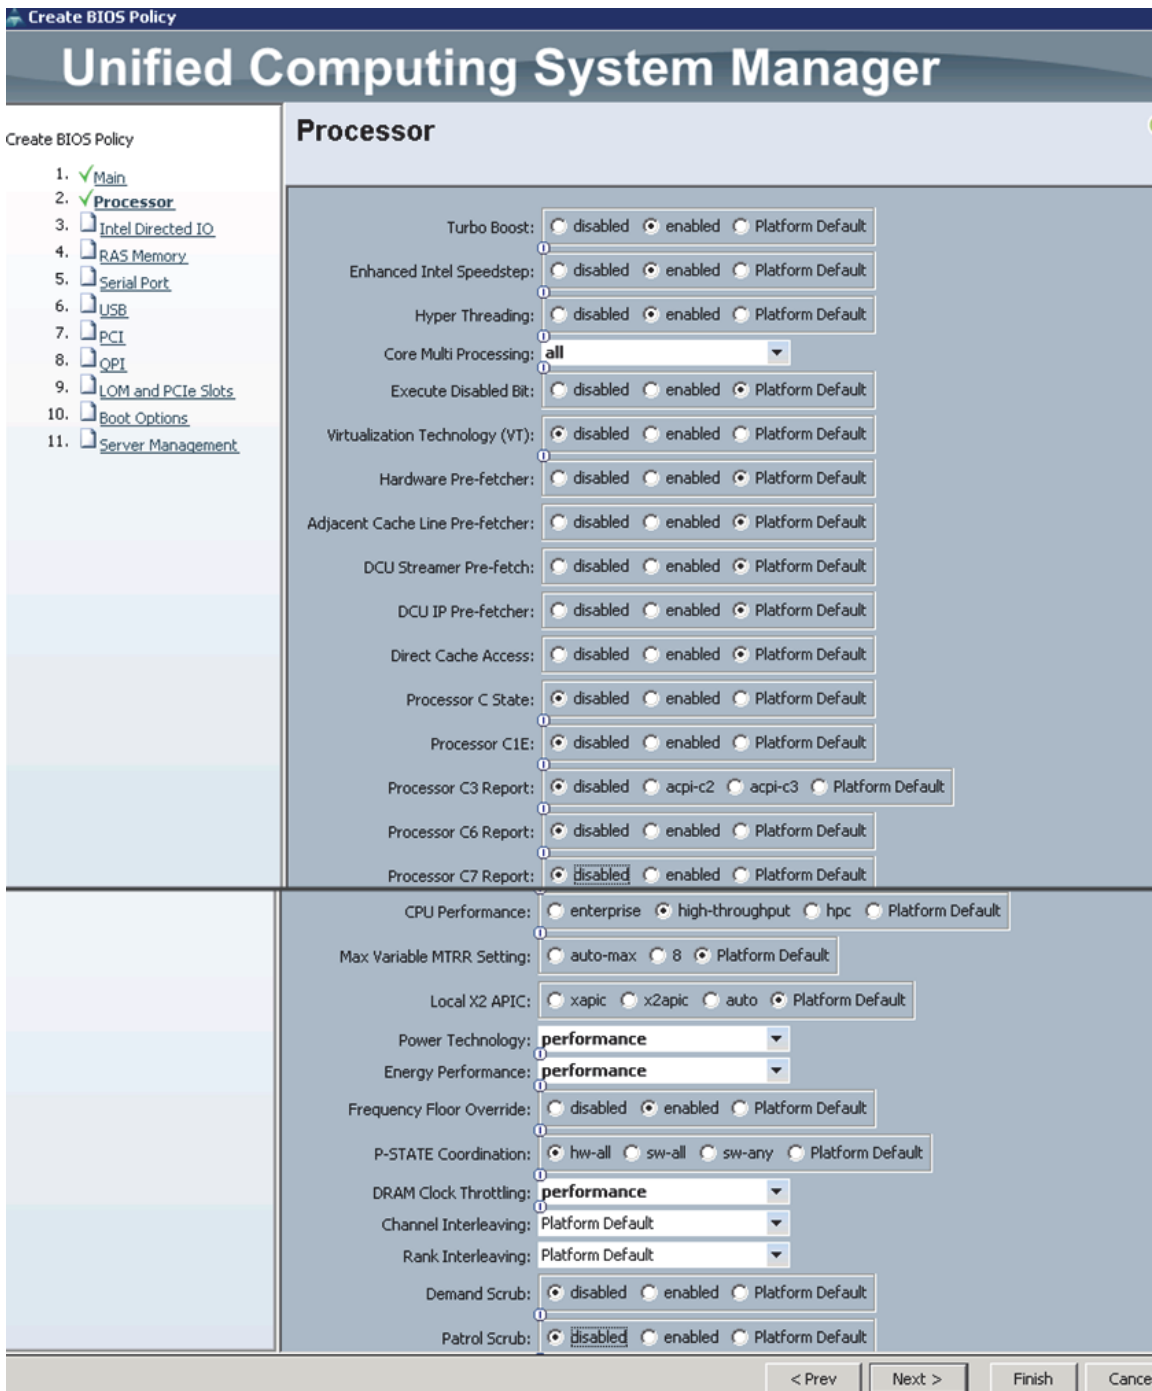 Create BIOS Policy
Unified Computing System Manager
Create BIOS Policy
1. Main
2. Processor
3. Intel Directed IO
4. RAS Memory
5. Serial Port
6. USB
7. PCI
8. QPI
9. LOM and PCIe Slots
10. Boot Options
11. Server Management
Processor
Turbo Boost: disabled enabled Platform Default
Enhanced Intel Speedstep: disabled enabled Platform Default
Hyper Threading: disabled enabled Platform Default
Core Multi Processing: all
Execute Disabled Bit: disabled enabled Platform Default
Virtualization Technology (VT): disabled enabled Platform Default
Hardware Pre-fetcher: disabled enabled Platform Default
Adjacent Cache Line Pre-fetcher: disabled enabled Platform Default
DCU Streamer Pre-fetch: disabled enabled Platform Default
DCU IP Pre-fetcher: disabled enabled Platform Default
Direct Cache Access: disabled enabled Platform Default
Processor C State: disabled enabled Platform Default
Processor C1E: disabled enabled Platform Default
Processor C3 Report: disabled acpi-c2 acpi-c3 Platform Default
Processor C6 Report: disabled enabled Platform Default
Processor C7 Report: disabled enabled Platform Default
CPU Performance: enterprise high-throughput hpc Platform Default
Max Variable MTRR Setting: auto-max 8 Platform Default
Local X2 APIC: xapic x2apic auto Platform Default
Power Technology: performance
Energy Performance: performance
Frequency Floor Override: disabled enabled Platform Default
P-STATE Coordination: hw-all sw-all sw-any Platform Default
DRAM Clock Throttling: performance
Channel Interleaving: Platform Default
Rank Interleaving: Platform Default
Demand Scrub: disabled enabled Platform Default
Patrol Scrub: disabled enabled Platform Default
< Prev Next > Finish Cance